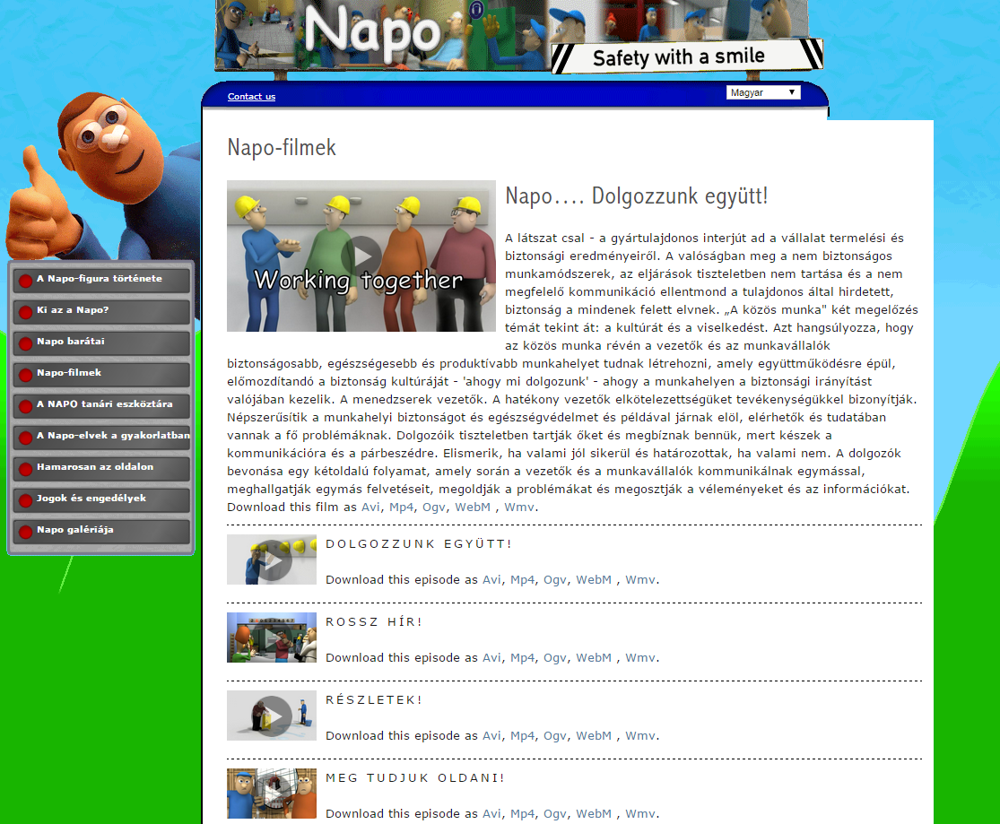 Napo
Safety with a smile
Contact us
Magyar
A Napo-figura története
Ki az a Napo?
Napo barátai
Napo-filmek
A NAPO tanári eszköztára
A Napo-elvek a gyakorlatban
Hamarosan az oldalon
Jogok és engedélyek
Napo galériája
Napo-filmek
Working together
Napo…. Dolgozzunk együtt!
A látszat csal - a gyártulajdonos interjút ad a vállalat termelési és
biztonsági eredményeiről. A valóságban meg a nem biztonságos
munkamódszerek, az eljárások tiszteletben nem tartása és a nem
megfelelő kommunikáció ellentmond a tulajdonos által hirdetett,
biztonság a mindenek felett elvnek. „A közös munka" két megelőzés
témát tekint át: a kultúrát és a viselkedést. Azt hangsúlyozza, hogy
az közös munka révén a vezetők és az munkavállalók
biztonságosabb, egészségesebb és produktívabb munkahelyet tudnak létrehozni, amely együttműködésre épül,
előmozdítandó a biztonság kultúráját - 'ahogy mi dolgozunk' - ahogy a munkahelyen a biztonsági irányítást
valójában kezelik. A menedzserek vezetők. A hatékony vezetők elkötelezettségüket tevékenységükkel bizonyítják.
Népszerűsítik a munkahelyi biztonságot és egészségvédelmet és példával járnak elöl, elérhetők és tudatában
vannak a fő problémáknak. Dolgozóik tiszteletben tartják őket és megbíznak bennük, mert készek a
kommunikációra és a párbeszédre. Elismerik, ha valami jól sikerül és határozottak, ha valami nem. A dolgozók
bevonása egy kétoldalú folyamat, amely során a vezetők és a munkavállalók kommunikálnak egymással,
meghallgatják egymás felvetéseit, megoldják a problémákat és megosztják a véleményeket és az információkat.
Download this film as Avi, Mp4, Ogv, WebM , Wmv.
DOLGOZZUNK EGYÜTT!
Download this episode as Avi, Mp4, Ogv, WebM , Wmv.
ROSSZ HÍR!
Download this episode as Avi, Mp4, Ogv, WebM , Wmv.
RÉSZLETEK!
Download this episode as Avi, Mp4, Ogv, WebM , Wmv.
MEG TUDJUK OLDANI!
Download this episode as Avi, Mp4, Ogv, WebM , Wmv.